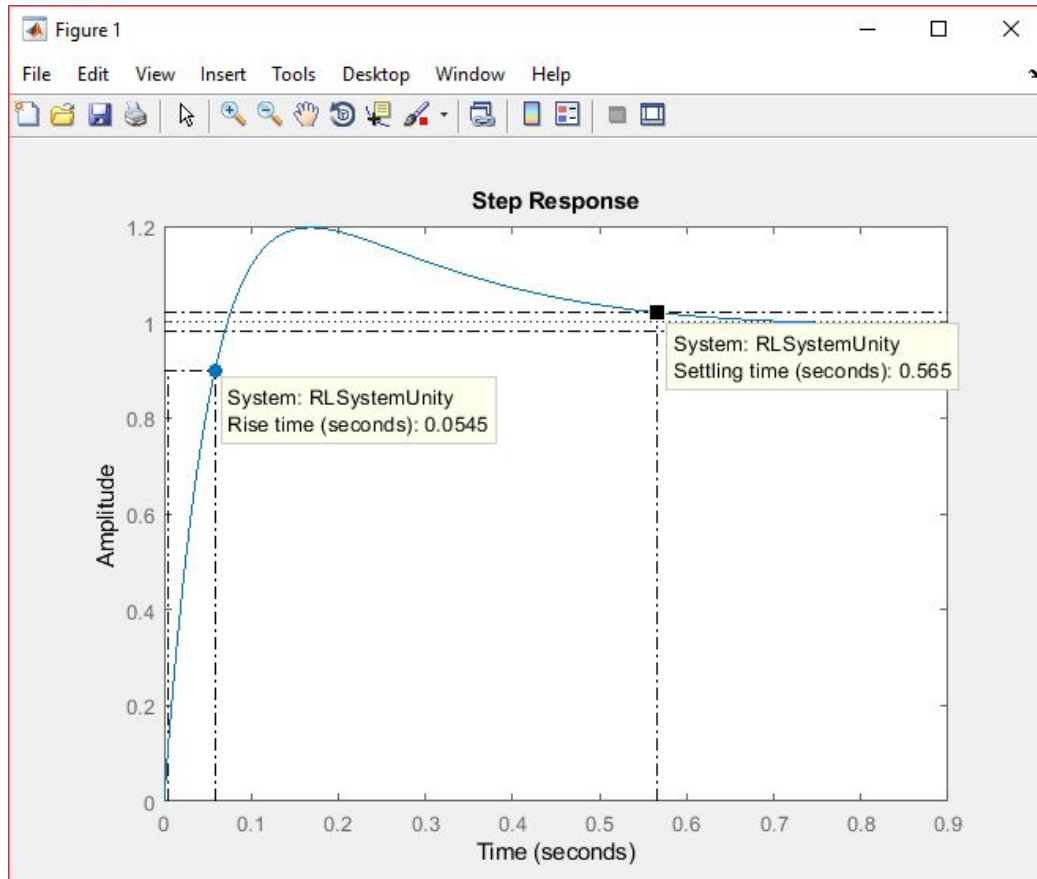 Figure 1
File Edit View Insert Tools Desktop Window Help
Step Response
1.2
1
0.8
0.6
0.4
0.2
0
Amplitude
System: RLSystemUnity
Settling time (seconds): 0.565
System: RLSystemUnity
Rise time (seconds): 0.0545
0 0.1 0.2 0.3 0.4 0.5 0.6 0.7 0.8 0.9
Time (seconds)